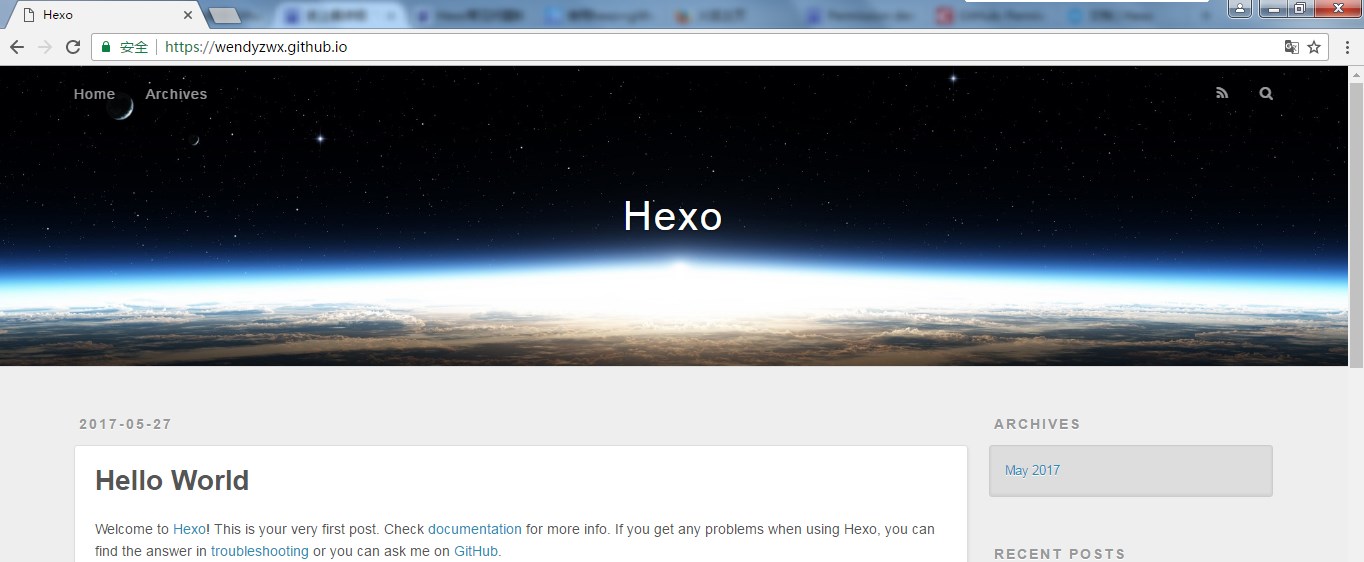 Hexo
安全 https://wendyzwx.github.io
Home Archives
Hexo
2017-05-27
ARCHIVES
Hello World
May 2017
Welcome to Hexo! This is your very first post. Check documentation for more info. If you get any problems when using Hexo, you can
find the answer in troubleshooting or you can ask me on GitHub.
RECENT POSTS